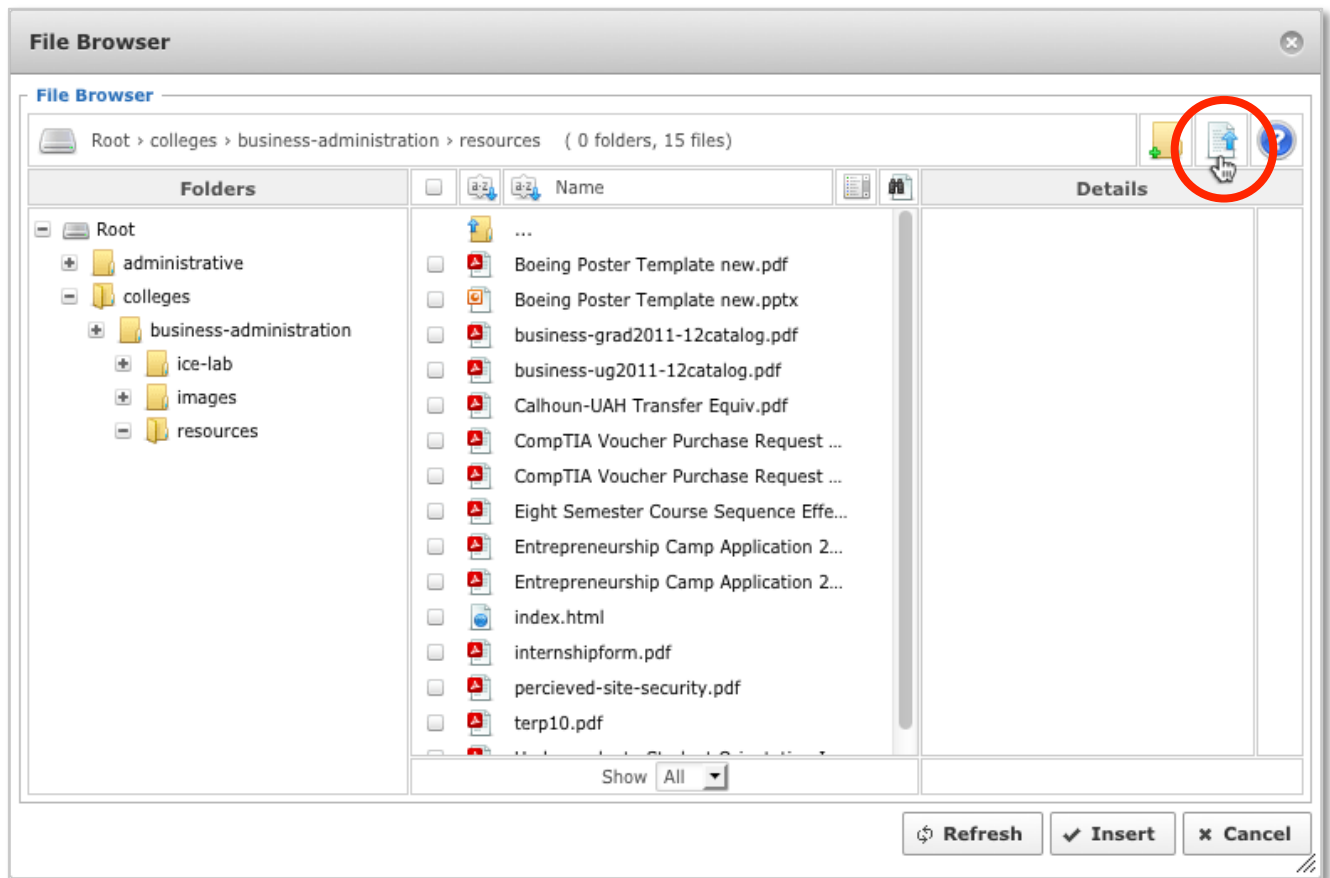 File Browser
File Browser
Root › colleges › business-administration › resources ( 0 folders, 15 files)
Folders
Name
Details
Root
administrative
colleges
business-administration
ice-lab
images
resources
...
Boeing Poster Template new.pdf
Boeing Poster Template new.pptx
business-grad2011-12catalog.pdf
business-ug2011-12catalog.pdf
Calhoun-UAH Transfer Equiv.pdf
CompTIA Voucher Purchase Request ...
CompTIA Voucher Purchase Request ...
Eight Semester Course Sequence Effe...
Entrepreneurship Camp Application 2...
Entrepreneurship Camp Application 2...
index.html
internshipform.pdf
percieved-site-security.pdf
terp10.pdf
Show All
Refresh
Insert
Cancel